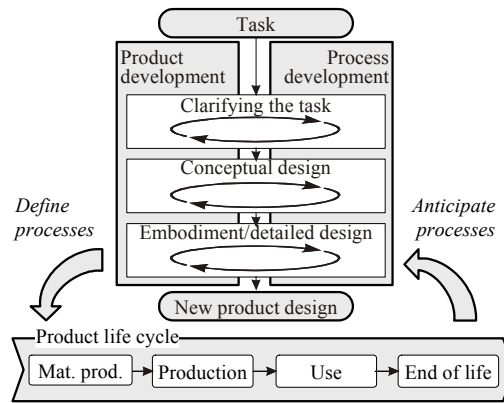 Task
Product
development
Process
development
Clarifying the task
Conceptual design
Embodiment/detailed design
New product design
Define
processes
Anticipate
processes
Product life cycle
Mat. prod.
Production
Use
End of life